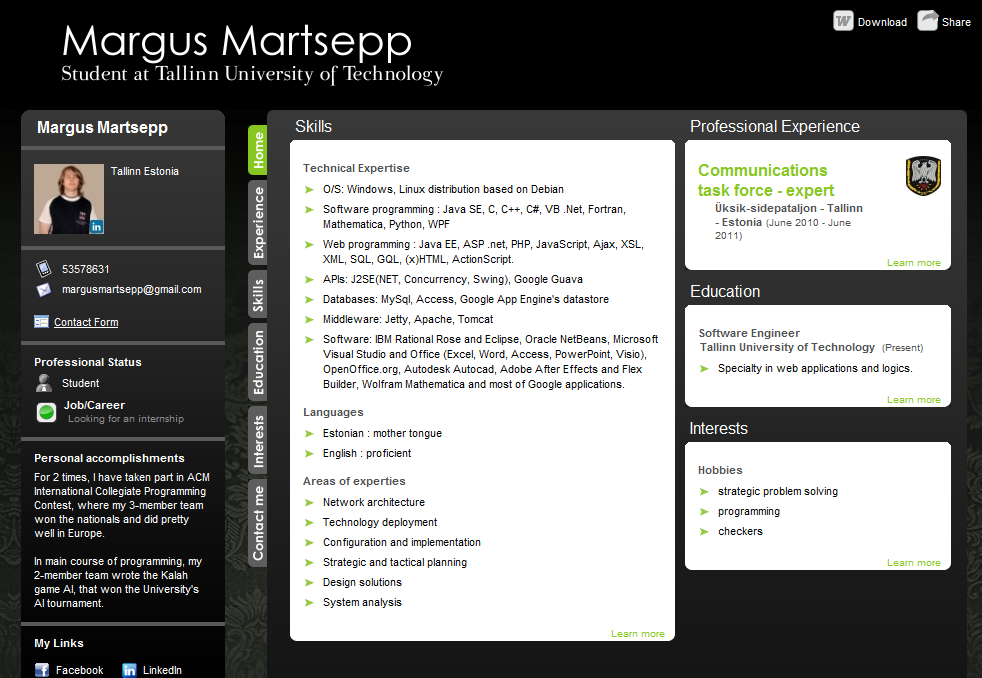 Margus Martsepp
Student at Tallinn University of Technology
Download
Share
Margus Martsepp
Tallinn Estonia
in
53578631
margusmartsepp@gmail.com
Contact Form
Professional Status
Student
Job/Career
Looking for an internship
Personal accomplishments
For 2 times, I have taken part in ACM
International Collegiate Programming
Contest, where my 3-member team
won the nationals and did pretty
well in Europe.
In main course of programming, my
2-member team wrote the Kalah
game AI, that won the University's
AI tournament.
My Links
Facebook
LinkedIn
Home
Experience
Skills
Education
Interests
Contact me
Skills
Technical Expertise
O/S: Windows, Linux distribution based on Debian
Software programming : Java SE, C, C++, C#, VB .Net, Fortran,
Mathematica, Python, WPF
Web programming : Java EE, ASP .net, PHP, JavaScript, Ajax, XSL,
XML, SQL, GQL, (x)HTML, ActionScript.
APIs: J2SE(NET, Concurrency, Swing), Google Guava
Databases: MySql, Access, Google App Engine's datastore
Middleware: Jetty, Apache, Tomcat
Software: IBM Rational Rose and Eclipse, Oracle NetBeans, Microsoft
Visual Studio and Office (Excel, Word, Access, PowerPoint, Visio),
OpenOffice.org, Autodesk Autocad, Adobe After Effects and Flex
Builder, Wolfram Mathematica and most of Google applications.
Languages
Estonian : mother tongue
English : proficient
Areas of experties
Network architecture
Technology deployment
Configuration and implementation
Strategic and tactical planning
Design solutions
System analysis
Learn more
Professional Experience
Communications
task force - expert
Üksik-sidepataljon - Tallinn
- Estonia (June 2010 - June
2011)
Learn more
Education
Software Engineer
Tallinn University of Technology (Present)
Specialty in web applications and logics.
Learn more
Interests
Hobbies
strategic problem solving
programming
checkers
Learn more